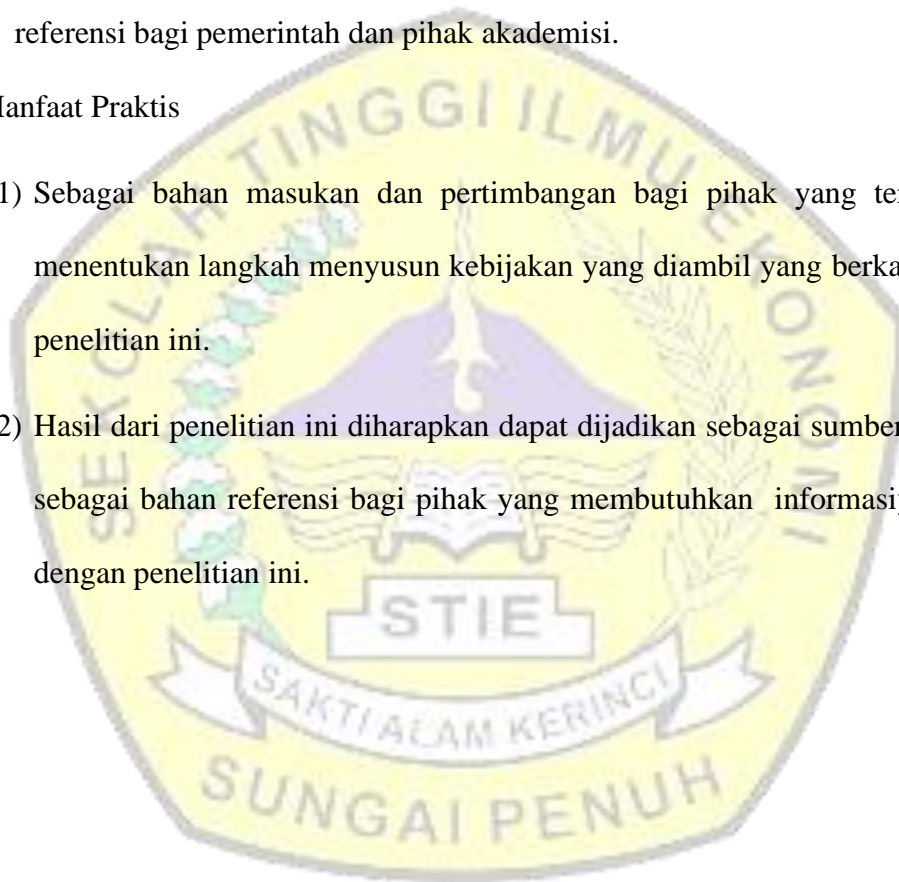 referensi bagi pemerintah dan pihak akademisi.
Manfaat Praktis
1) Sebagai bahan masukan dan pertimbangan bagi pihak yang
menentukan langkah menyusun kebijakan yang diambil yang
penelitian ini.
2) Hasil dari penelitian ini diharapkan dapat dijadikan sebagai sumber
sebagai bahan referensi bagi pihak yang membutuhkan informasi
dengan penelitian ini.
SEKOLAH TINGGI ILMU EKONOMI
STIE
SAKTI ALAM KERINCI
SUNGAI PENUH